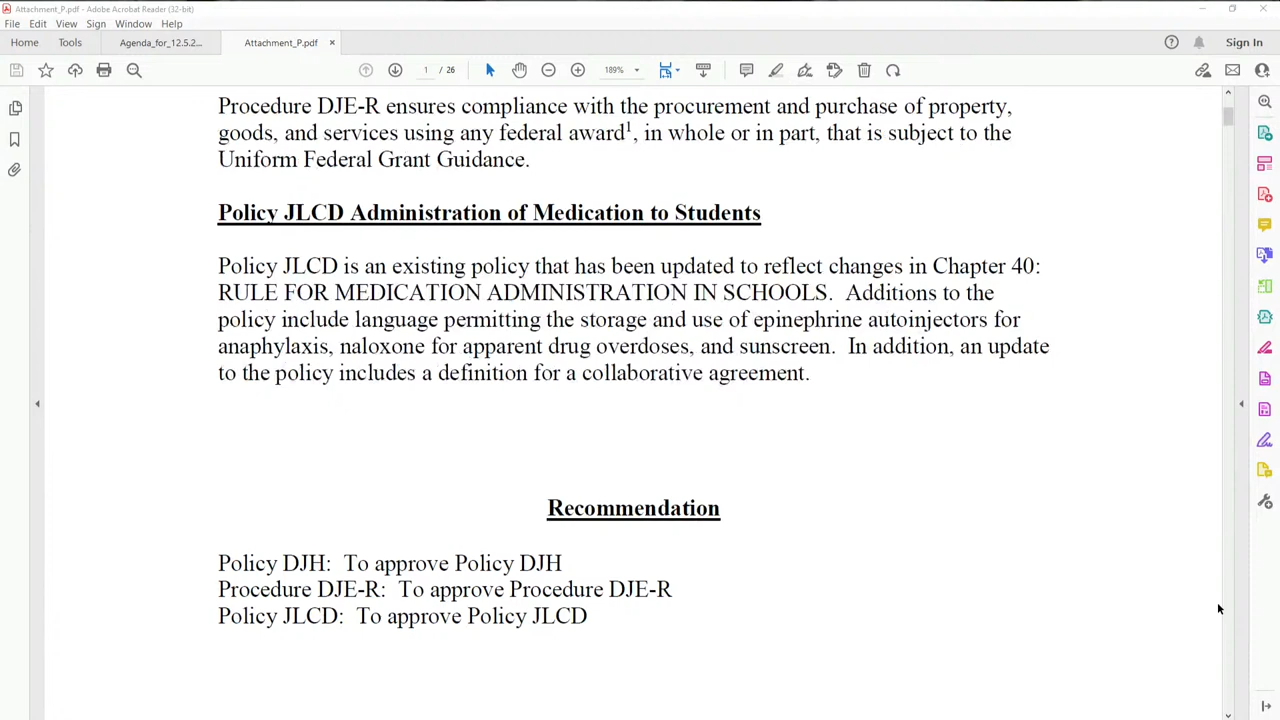 Attachment_P.pdf - Adobe Acrobat Reader (32-bit)
File Edit View Sign Window Help
Home Tools Agenda_for_12.5.2... Attachment_P.pdf × Sign In
1 / 26 189%
Procedure DJE-R ensures compliance with the procurement and purchase of property,
goods, and services using any federal award1, in whole or in part, that is subject to the
Uniform Federal Grant Guidance.
Policy JLCD Administration of Medication to Students
Policy JLCD is an existing policy that has been updated to reflect changes in Chapter 40:
RULE FOR MEDICATION ADMINISTRATION IN SCHOOLS. Additions to the
policy include language permitting the storage and use of epinephrine autoinjectors for
anaphylaxis, naloxone for apparent drug overdoses, and sunscreen. In addition, an update
to the policy includes a definition for a collaborative agreement.
Recommendation
Policy DJH: To approve Policy DJH
Procedure DJE-R: To approve Procedure DJE-R
Policy JLCD: To approve Policy JLCD